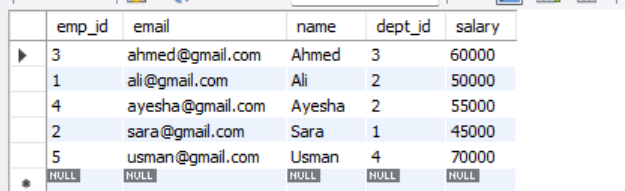 emp_id email name dept_id salary
3 ahmed@gmail.com Ahmed 3 60000
1 ali@gmail.com Ali 2 50000
4 ayesha@gmail.com Ayesha 2 55000
2 sara@gmail.com Sara 1 45000
5 usman@gmail.com Usman 4 70000
NULL NULL NULL NULL NULL